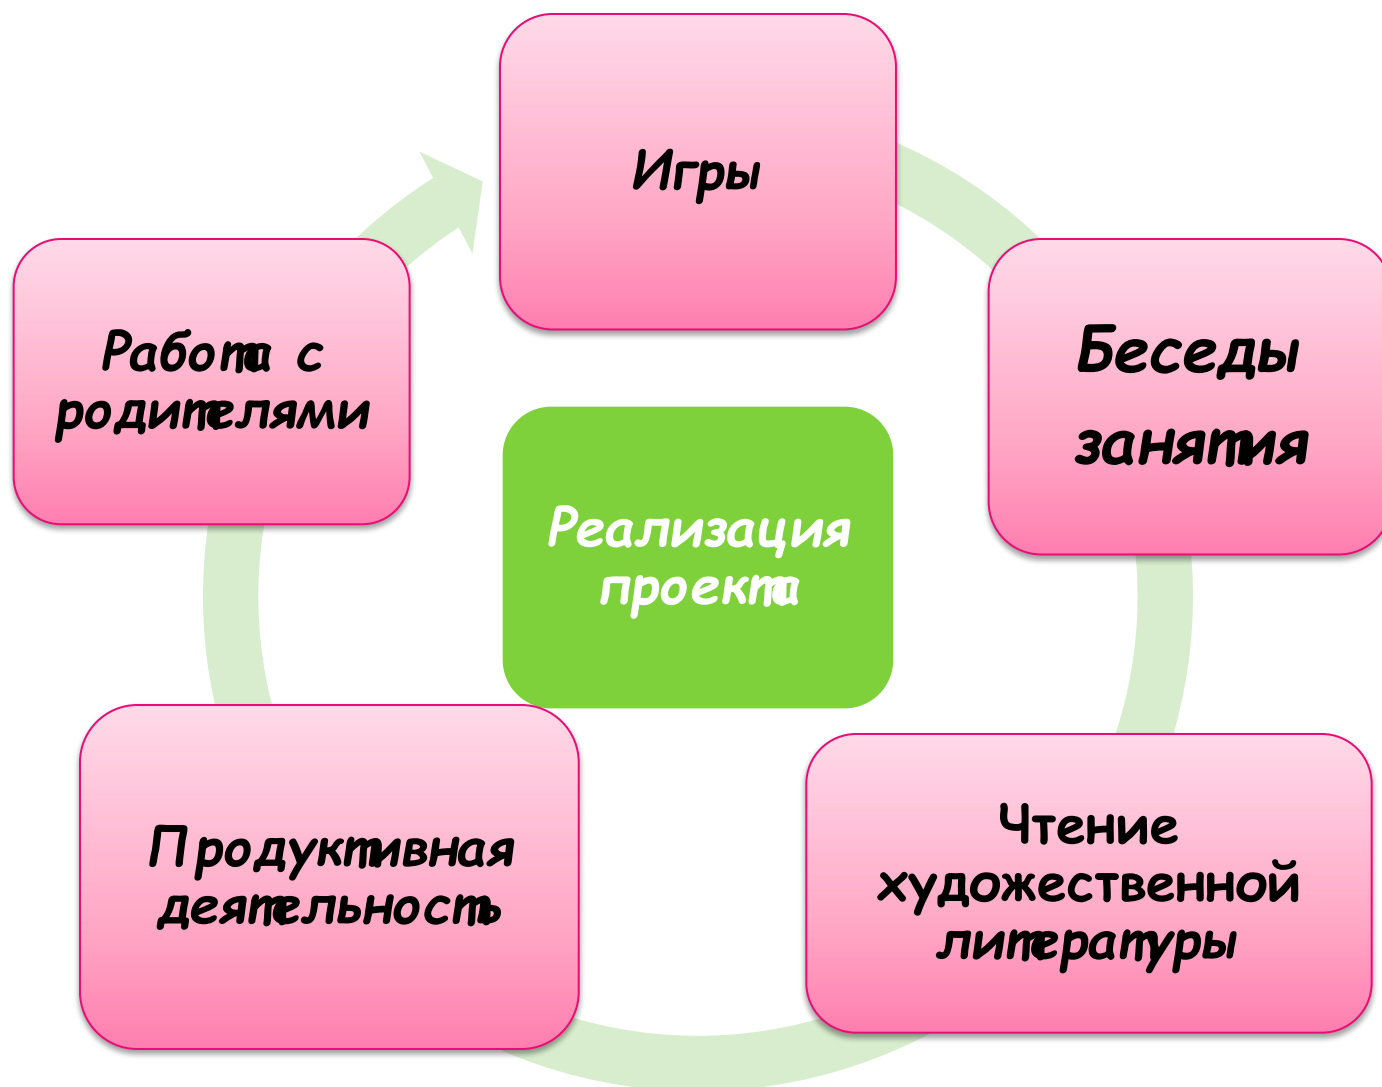 Игры
Беседы
занятия
Чтение
художественной
литературы
Продуктивная
деятельность
Работа с
родителями
Реализация
проекта